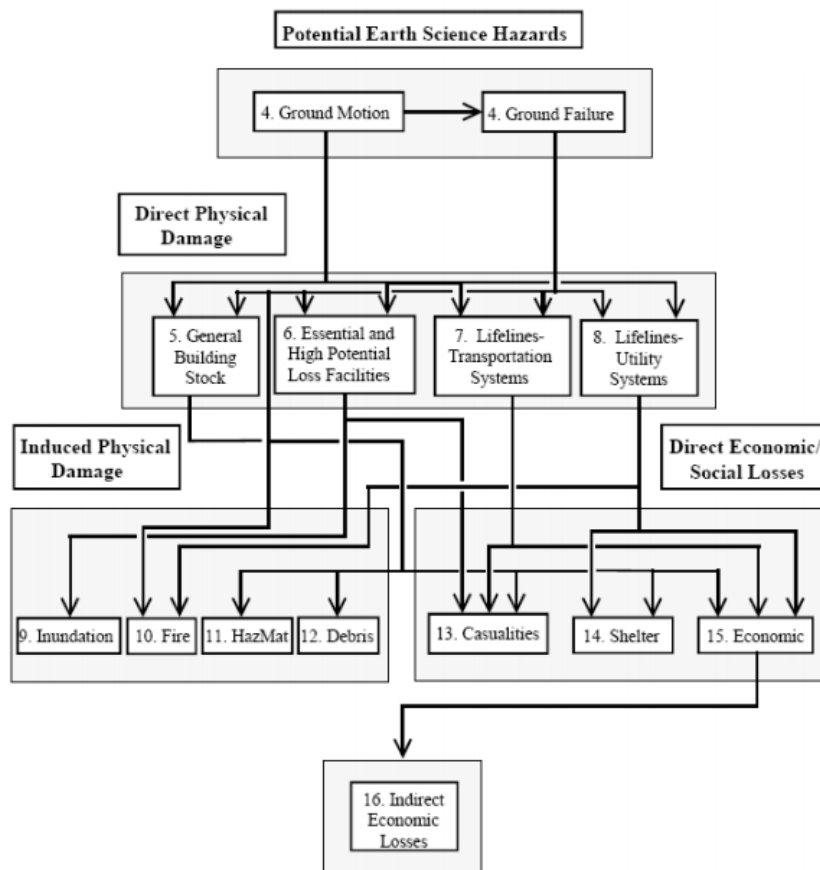 Potential Earth Science Hazards
4. Ground Motion
4. Ground Failure
Direct Physical
Damage
5. General
Building
Stock
6. Essential and
High Potential
Loss Facilities
7. Lifelines-
Transportation
Systems
8. Lifelines-
Utility
Systems
Induced Physical
Damage
Direct Economic/
Social Losses
9. Inundation
10. Fire
11. HazMat
12. Debris
13. Casualities
14. Shelter
15. Economic
16. Indirect
Economic
Losses